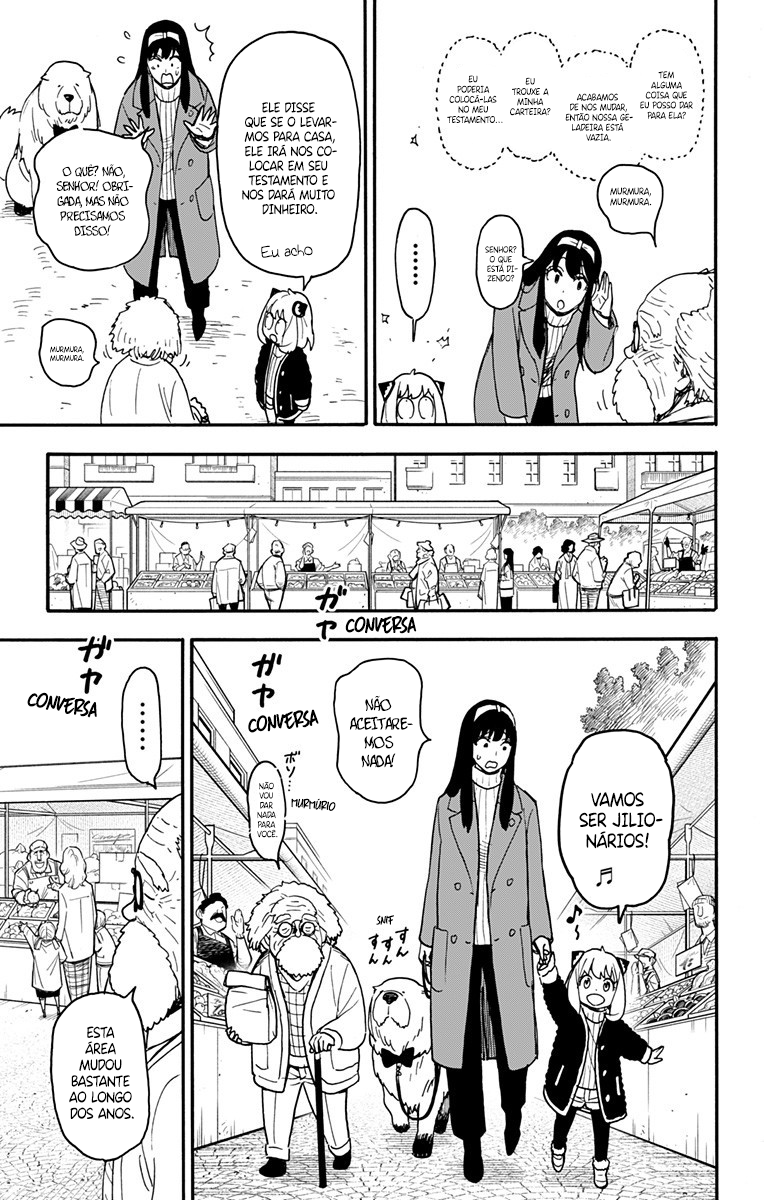 TEM
ALGUMA
COISA QUE
EU POSSO DAR
PARA ELA?
ACABAMOS
DE NOS MUDAR,
ENTÃO NOSSA GE-
LADEIRA ESTÁ
VAZIA.
EU
TROUXE A
MINHA
CARTEIRA?
EU
PODERIA
COLOCÁ-LAS
NO MEU
TESTAMENTO...
MURMURA,
MURMURA.
SENHOR?
O QUE
ESTÁ DI-
ZENDO?
......
ELE DISSE
QUE SE O LEVAR-
MOS PARA CASA,
ELE IRÁ NOS CO-
LOCAR EM SEU
TESTAMENTO E
NOS DARÁ MUITO
DINHEIRO.
Eu acho
O QUÊ? NÃO,
SENHOR! OBRI-
GADA, MAS NÃO
PRECISAMOS
DISSO!
MURMURA,
MURMURA.
ガヤ
CONVERSA
VAMOS
SER JILIO-
NÁRIOS!
NÃO
ACEITARE-
MOS
NADA!
ガヤ
CONVERSA
ボソ...
MURMÚRIO
NÃO
VOU DAR
NADA
PARA
VOCÊ.
SNIFF
すん
すん
すん
ガヤ
CONVERSA
......
ESTA
ÁREA
MUDOU
BASTANTE
AO LONGO
DOS ANOS.